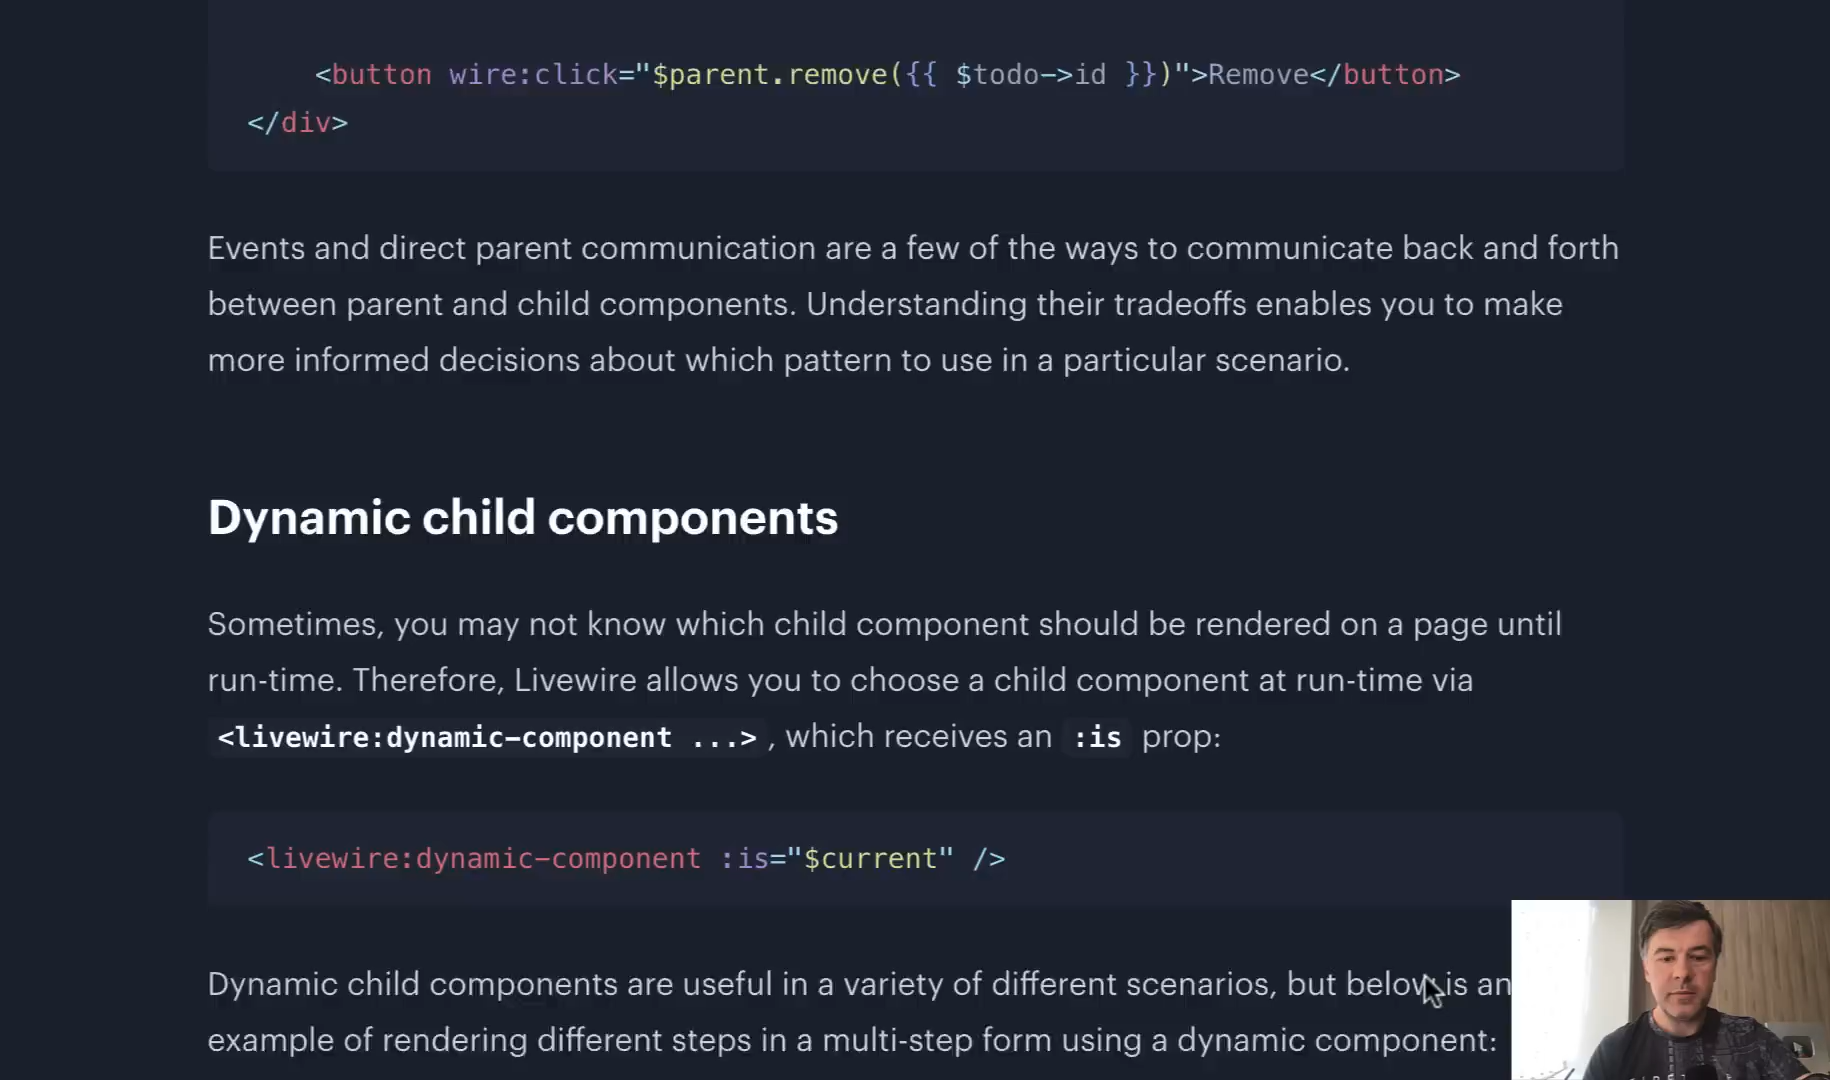 <button wire:click="$parent.remove({{ $todo->id }})">Remove</button>
</div>
Events and direct parent communication are a few of the ways to communicate back and forth
between parent and child components. Understanding their tradeoffs enables you to make
more informed decisions about which pattern to use in a particular scenario.
Dynamic child components
Sometimes, you may not know which child component should be rendered on a page until
run-time. Therefore, Livewire allows you to choose a child component at run-time via
<livewire:dynamic-component ...> , which receives an :is prop:
<livewire:dynamic-component :is="$current" />
Dynamic child components are useful in a variety of different scenarios, but below is an
example of rendering different steps in a multi-step form using a dynamic component: